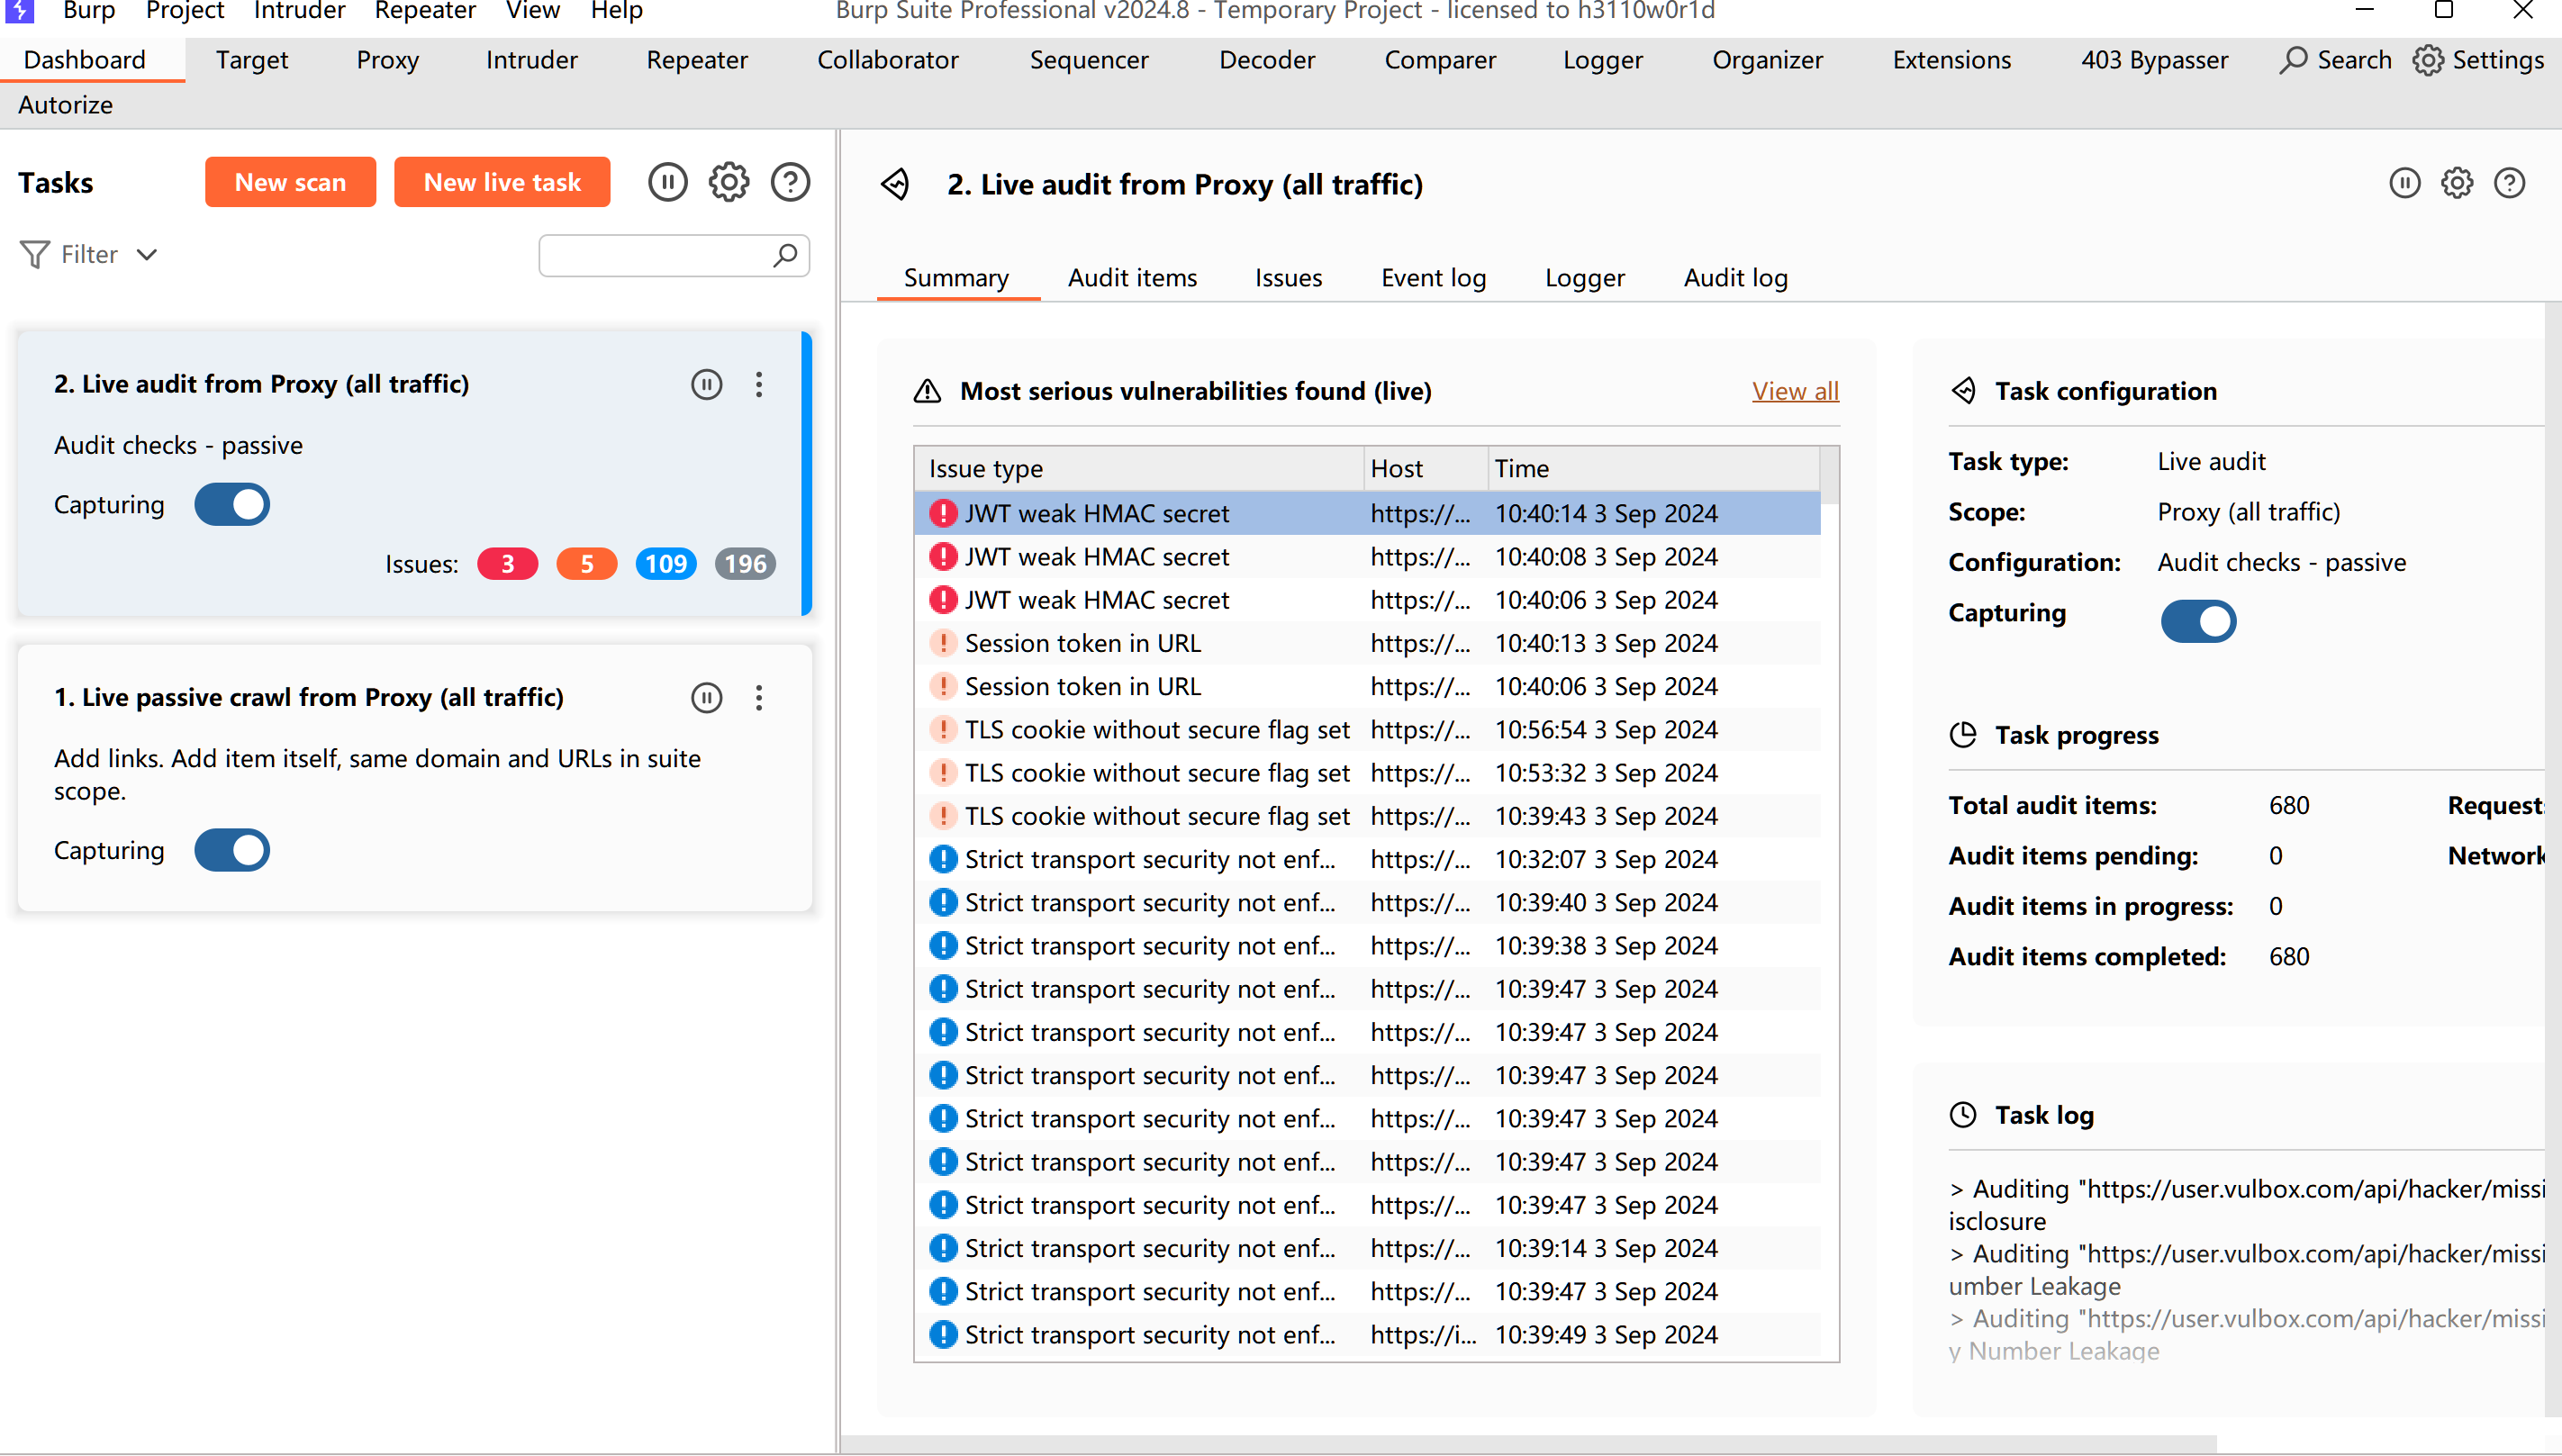 Burp Project Intruder Repeater View Help Burp Suite Professional v2024.8 - Temporary Project - licensed to h3110w0r1d
Dashboard Target Proxy Intruder Repeater Collaborator Sequencer Decoder Comparer Logger Organizer Extensions 403 Bypasser Search Settings
Autorize
Tasks New scan New live task
Filter
2. Live audit from Proxy (all traffic)
Audit checks - passive
Capturing
Issues: 3 5 109 196
1. Live passive crawl from Proxy (all traffic)
Add links. Add item itself, same domain and URLs in suite
scope.
Capturing
2. Live audit from Proxy (all traffic)
Summary Audit items Issues Event log Logger Audit log
Most serious vulnerabilities found (live) View all
Issue type Host Time
JWT weak HMAC secret https://... 10:40:14 3 Sep 2024
JWT weak HMAC secret https://... 10:40:08 3 Sep 2024
JWT weak HMAC secret https://... 10:40:06 3 Sep 2024
Session token in URL https://... 10:40:13 3 Sep 2024
Session token in URL https://... 10:40:06 3 Sep 2024
TLS cookie without secure flag set https://... 10:56:54 3 Sep 2024
TLS cookie without secure flag set https://... 10:53:32 3 Sep 2024
TLS cookie without secure flag set https://... 10:39:43 3 Sep 2024
Strict transport security not enf... https://... 10:32:07 3 Sep 2024
Strict transport security not enf... https://... 10:39:40 3 Sep 2024
Strict transport security not enf... https://... 10:39:38 3 Sep 2024
Strict transport security not enf... https://... 10:39:47 3 Sep 2024
Strict transport security not enf... https://... 10:39:47 3 Sep 2024
Strict transport security not enf... https://... 10:39:47 3 Sep 2024
Strict transport security not enf... https://... 10:39:47 3 Sep 2024
Strict transport security not enf... https://... 10:39:47 3 Sep 2024
Strict transport security not enf... https://... 10:39:47 3 Sep 2024
Strict transport security not enf... https://... 10:39:14 3 Sep 2024
Strict transport security not enf... https://... 10:39:47 3 Sep 2024
Strict transport security not enf... https://i... 10:39:49 3 Sep 2024
Task configuration
Task type: Live audit
Scope: Proxy (all traffic)
Configuration: Audit checks - passive
Capturing
Task progress
Total audit items: 680 Request
Audit items pending: 0 Network
Audit items in progress: 0
Audit items completed: 680
Task log
> Auditing "https://user.vulbox.com/api/hacker/missi
isclosure
> Auditing "https://user.vulbox.com/api/hacker/missi
umber Leakage
> Auditing "https://user.vulbox.com/api/hacker/missi
y Number Leakage